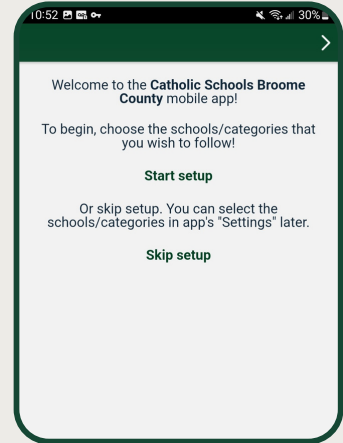 10:52
30%
Welcome to the Catholic Schools Broome
County mobile app!
To begin, choose the schools/categories that
you wish to follow!
Start setup
Or skip setup. You can select the
schools/categories in app's "Settings" later.
Skip setup